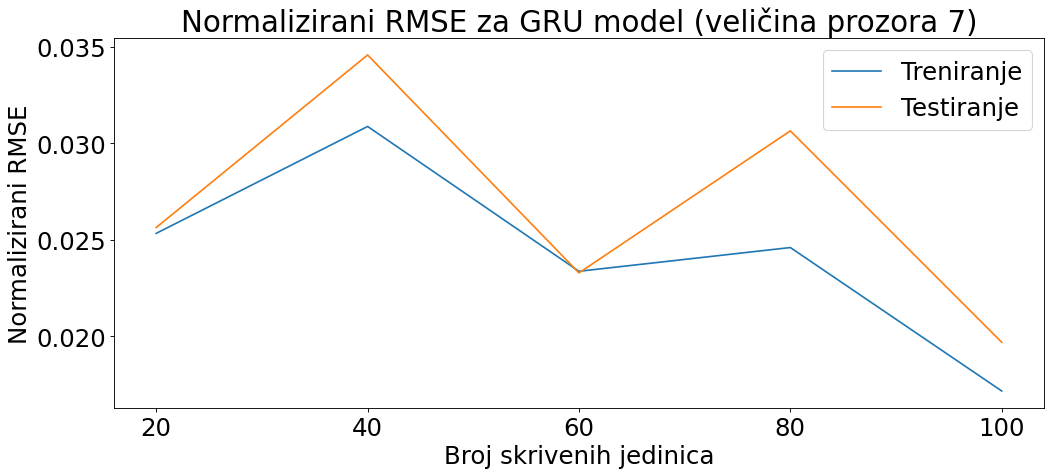 Normalizirani RMSE za GRU model (veličina prozora 7)
Treniranje
Testiranje
Normalizirani RMSE
0.035
0.030
0.025
0.020
20 40 60 80 100
Broj skrivenih jedinica